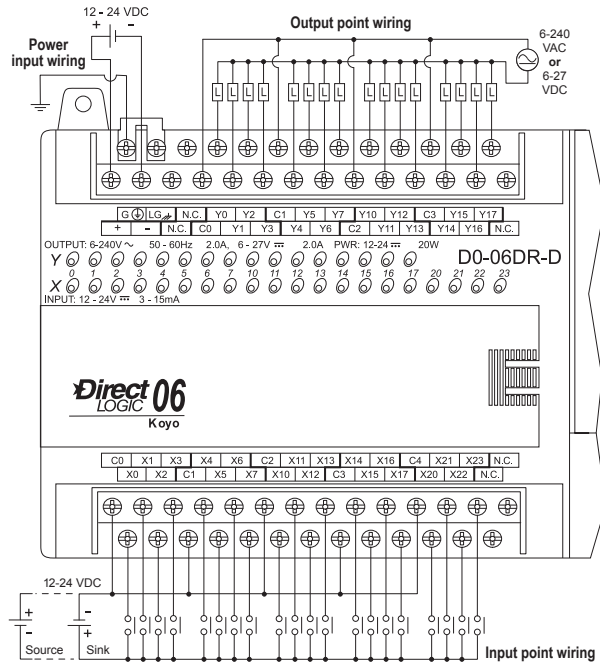 12 - 24 VDC
+ -
Power
input wiring
Output point wiring
6-240
VAC
or
6-27
VDC
L L L L L L L L L L L L L L L L
G LG N.C. Y0 Y2 C1 Y5 Y7 Y10 Y12 C3 Y15 Y17
+ - N.C. C0 Y1 Y3 Y4 Y6 C2 Y11 Y13 Y14 Y16 N.C.
OUTPUT: 6-240V ~ 50 - 60Hz 2.0A, 6 - 27V ⎓ 2.0A PWR: 12-24 ⎓ 20W
Y
D0-06DR-D
0 1 2 3 4 5 6 7 10 11 12 13 14 15 16 17 20 21 22 23
X
INPUT: 12 - 24V ⎓ 3 - 15mA
Direct
LOGIC 06
Koyo
C0 X1 X3 X4 X6 C2 X11 X13 X14 X16 C4 X21 X23 N.C.
X0 X2 C1 X5 X7 X10 X12 C3 X15 X17 X20 X22 N.C.
12-24 VDC
+ -
- +
Source Sink
Input point wiring